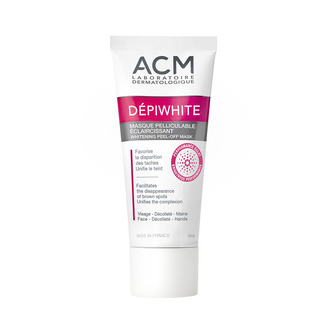 ACM
LABORATOIRE
DERMATOLOGIQUE
DÉPIWHITE
MASQUE PELLICULABLE
ÉCLAIRCISSANT
WHITENING PEEL-OFF MASK
Favorise
la disparition
des taches
Unifie le teint
Facilitates
the disappearance
of brown spots
Unifies the complexion
Visage - Décolleté - Mains
Face - Décolleté - Hands
MADE IN FRANCE